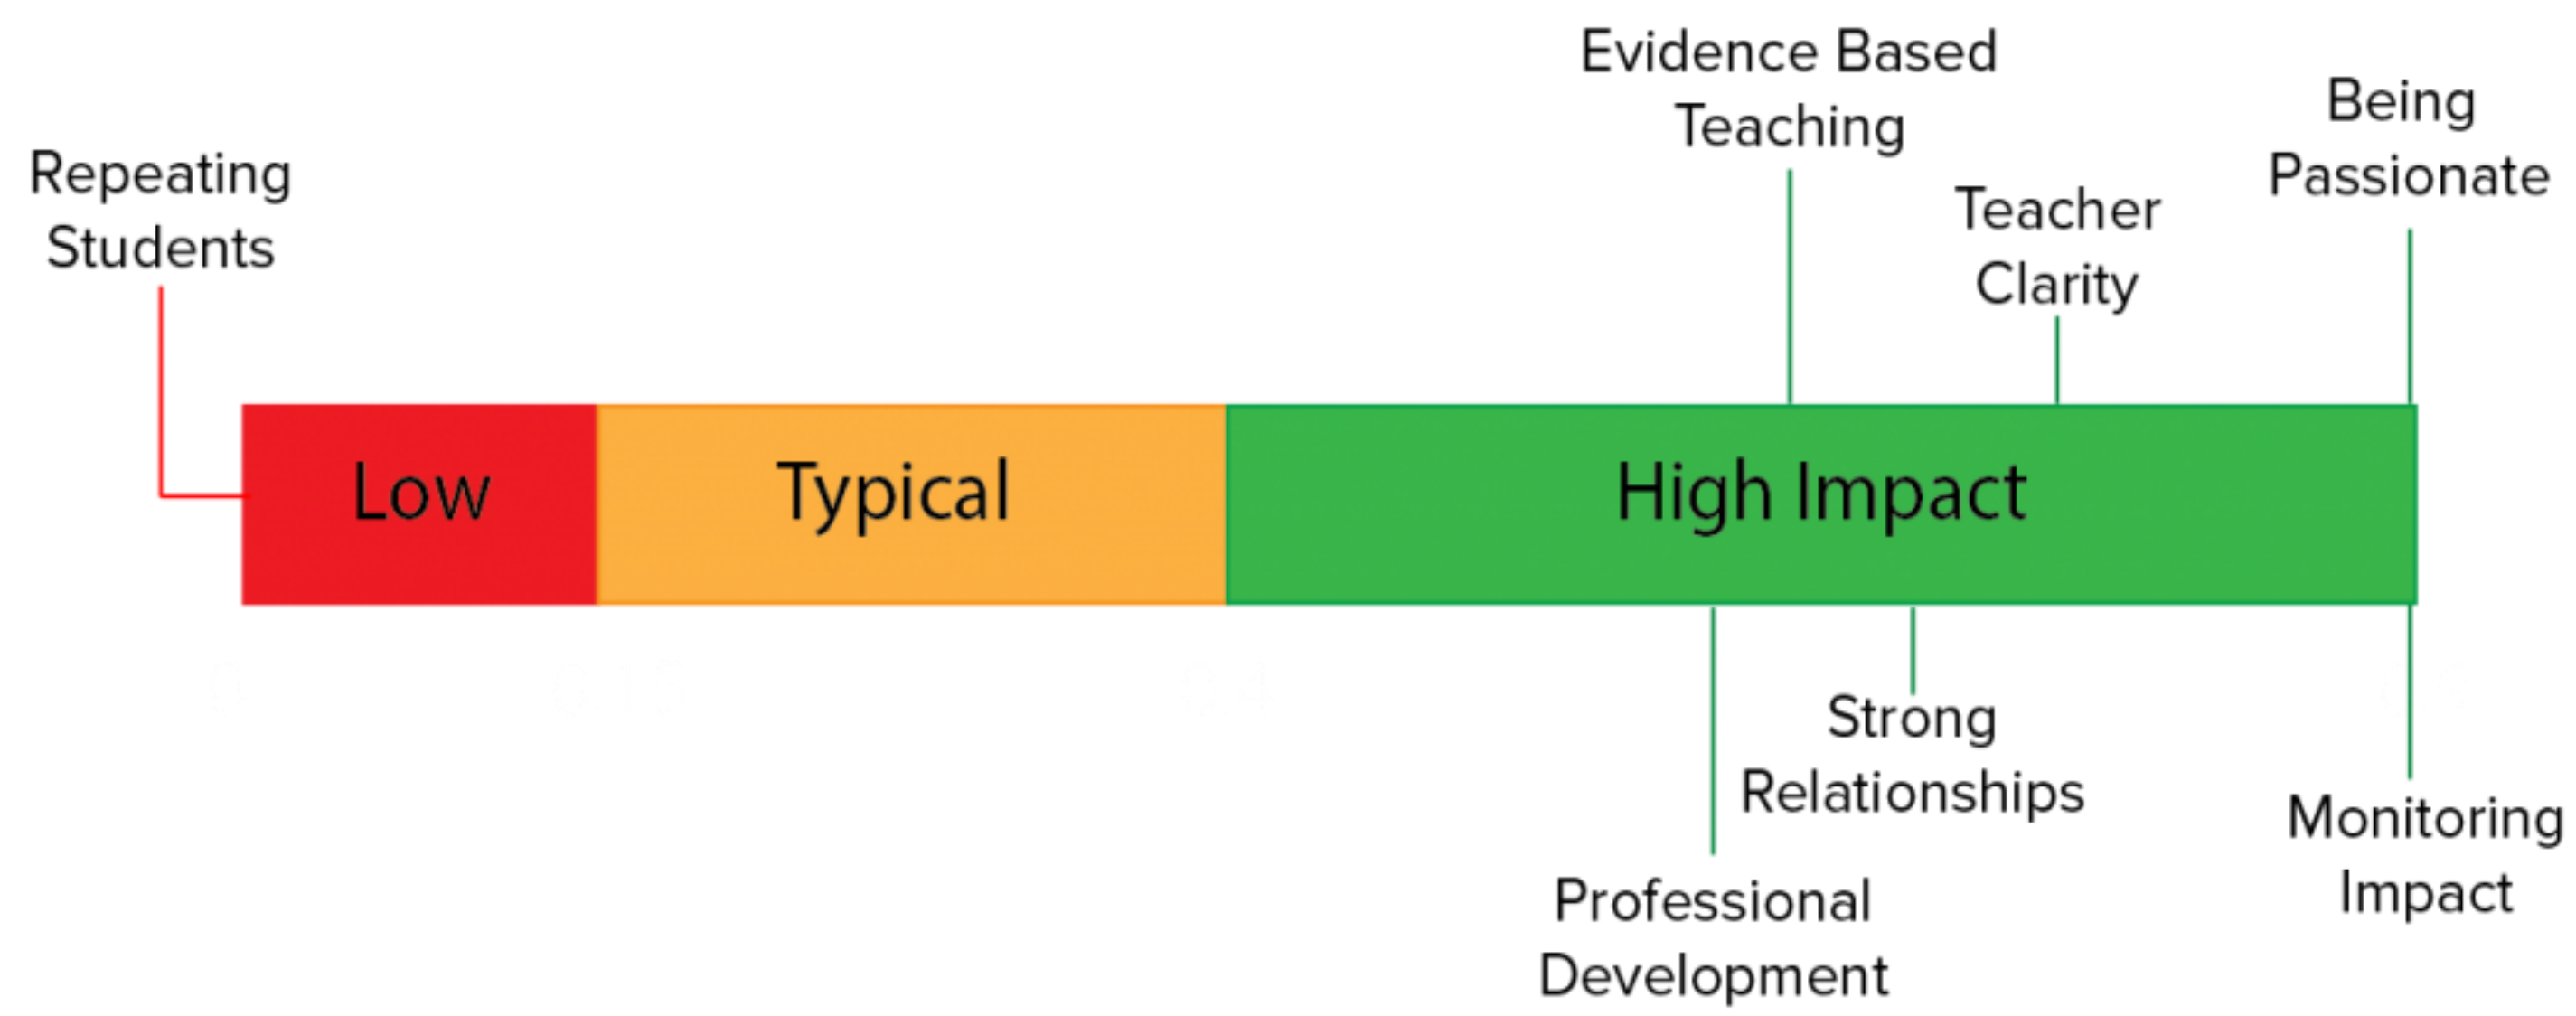 Evidence Based
Teaching
Being
Passionate
Repeating
Students
Teacher
Clarity
Low
Typical
High Impact
Strong
Relationships
Monitoring
Impact
Professional
Development